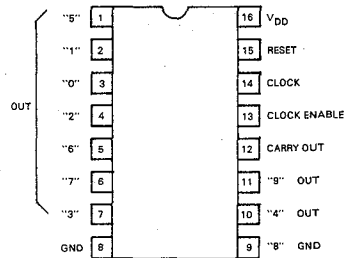 "5" 1 16 VDD
"1" 2 15 RESET
"0" 3 14 CLOCK
OUT
"2" 4 13 CLOCK ENABLE
"6" 5 12 CARRY OUT
"7" 6 11 "9" OUT
"3" 7 10 "4" OUT
GND 8 9 "8" GND